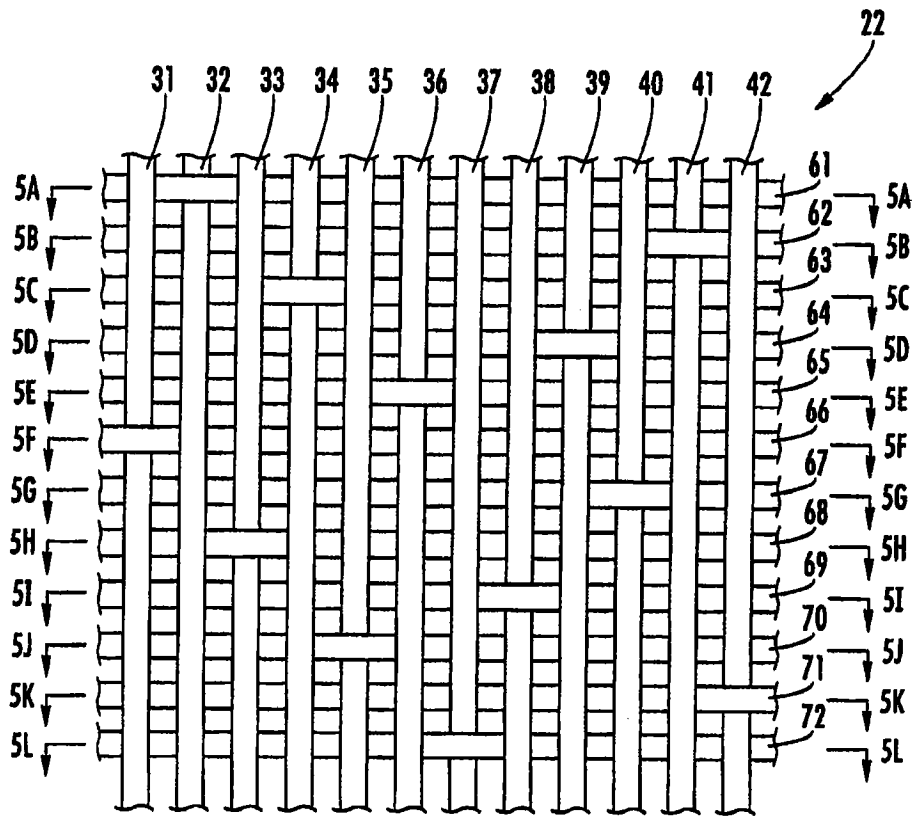 22
31 32 33 34 35 36 37 38 39 40 41 42
5A 61 5A
5B 62 5B
5C 63 5C
5D 64 5D
5E 65 5E
5F 66 5F
5G 67 5G
5H 68 5H
5I 69 5I
5J 70 5J
5K 71 5K
5L 72 5L